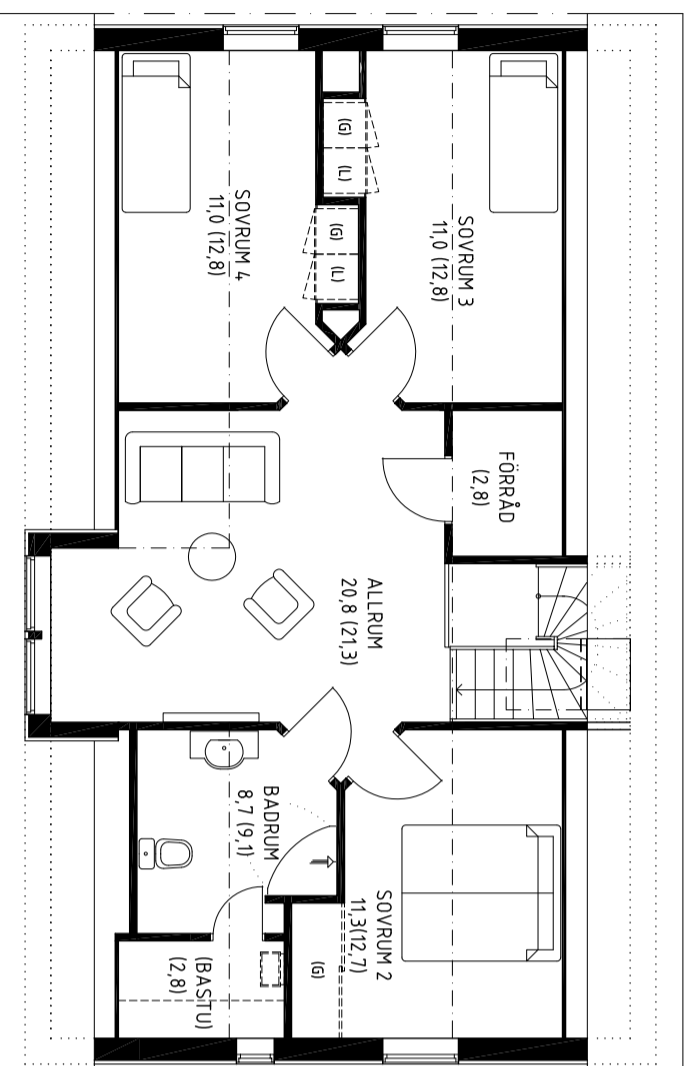 SOVRUM 4
11,0 (12,8)
(G)
(L)
(G)
(L)
SOVRUM 3
11,0 (12,8)
FÖRRÅD
(2,8)
ALLRUM
20,8 (21,3)
BADRUM
8,7 (9,1)
SOVRUM 2
11,3(12,7)
(G)
(BASTU)
(2,8)